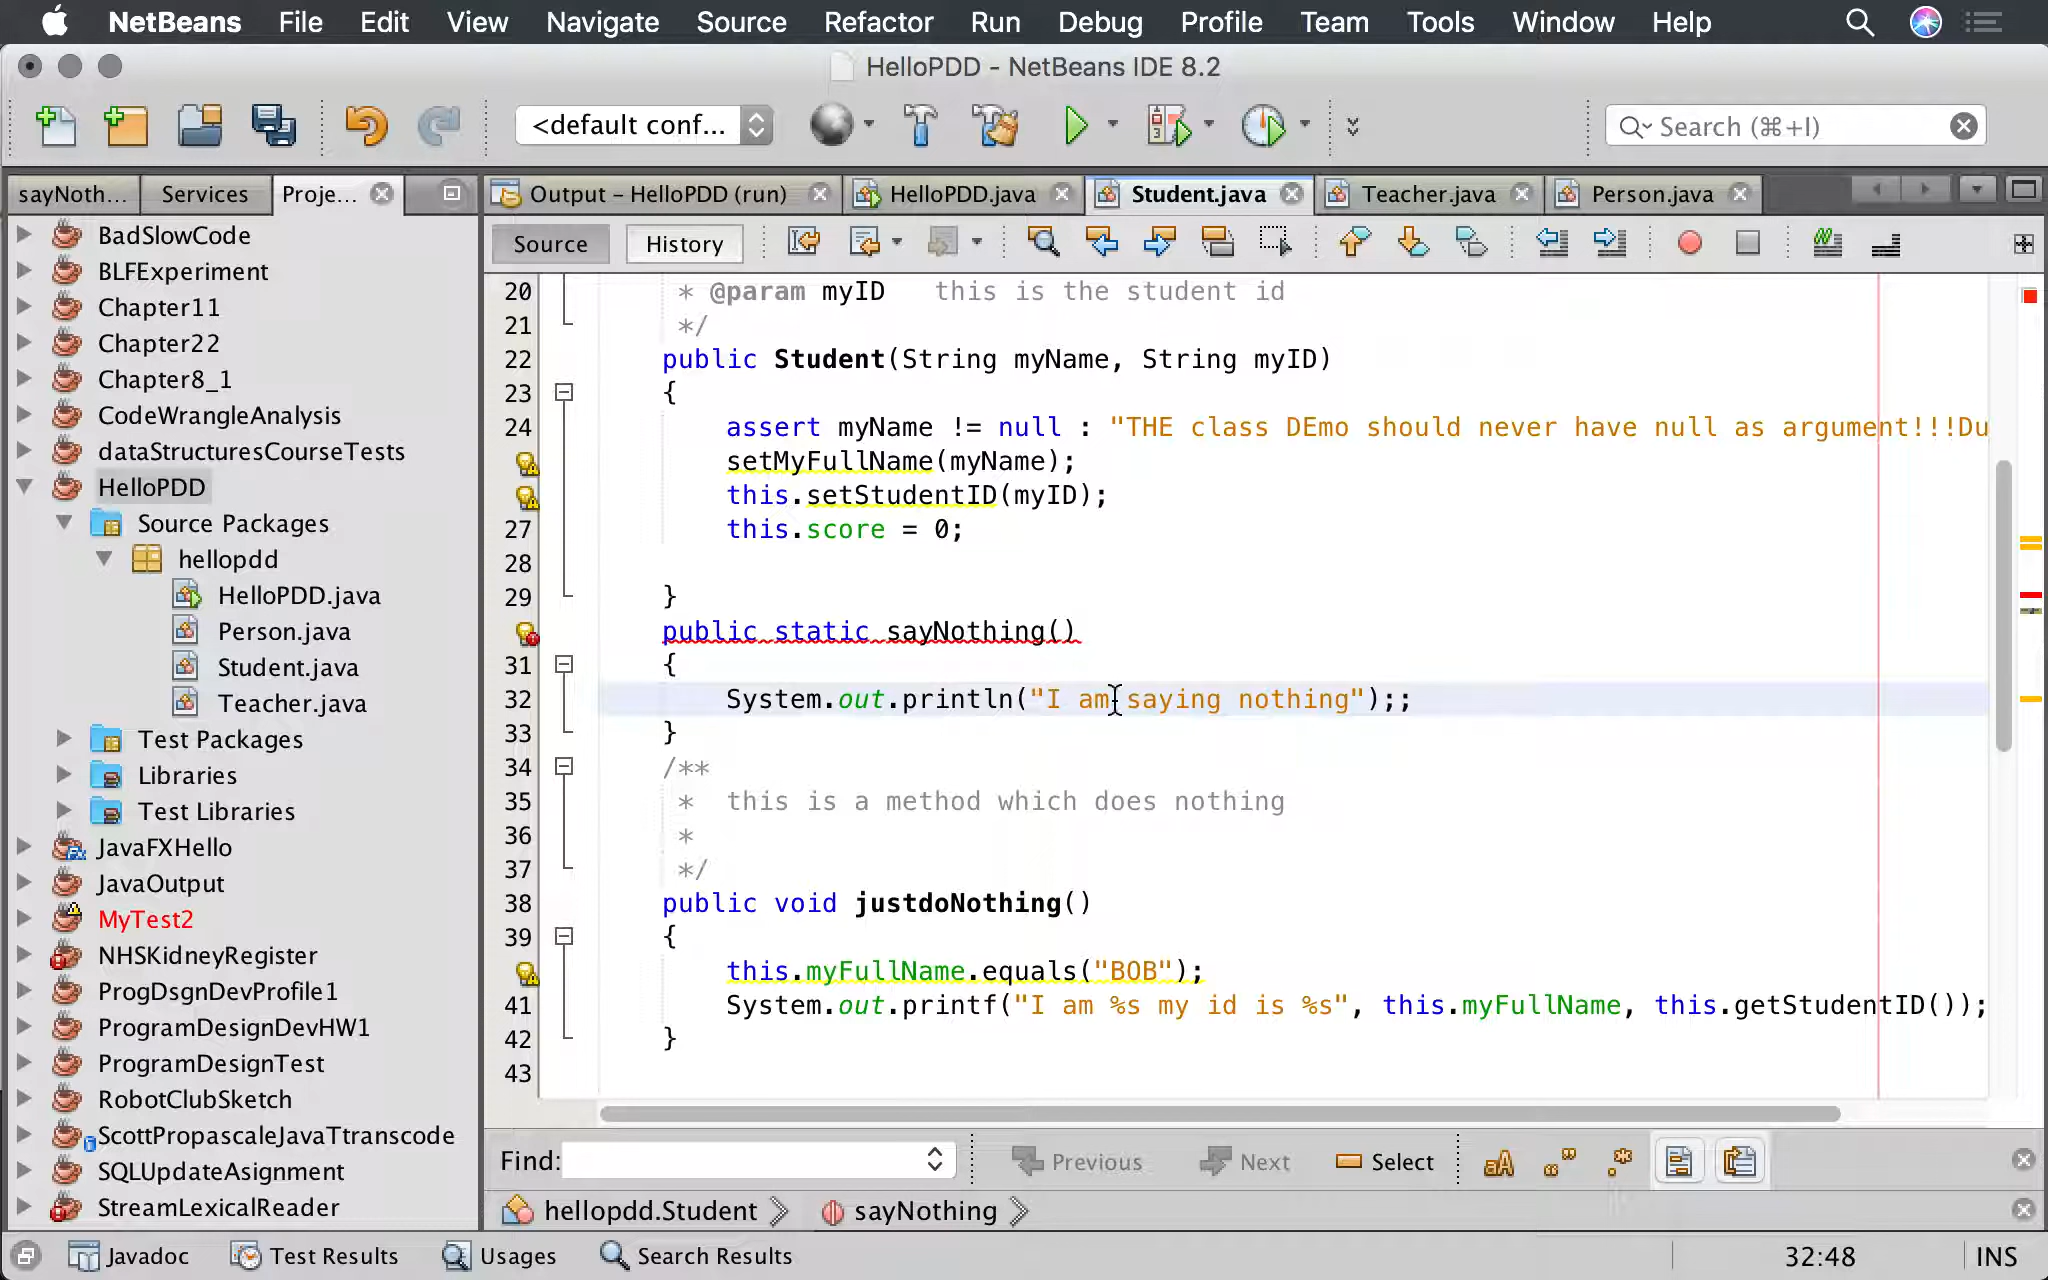 NetBeans File Edit View Navigate Source Refactor Run Debug Profile Team Tools Window Help
HelloPDD - NetBeans IDE 8.2
<default conf... Search (⌘+I)
sayNoth... Services Proje... Output – HelloPDD (run) HelloPDD.java Student.java Teacher.java Person.java
Source History
BadSlowCode
BLFExperiment
Chapter11
Chapter22
Chapter8_1
CodeWrangleAnalysis
dataStructuresCourseTests
HelloPDD
Source Packages
hellopdd
HelloPDD.java
Person.java
Student.java
Teacher.java
Test Packages
Libraries
Test Libraries
JavaFXHello
JavaOutput
MyTest2
NHSKidneyRegister
ProgDsgnDevProfile1
ProgramDesignDevHW1
ProgramDesignTest
RobotClubSketch
ScottPropascaleJavaTtranscode
SQLUpdateAsignment
StreamLexicalReader
20 * @param myID this is the student id
21 */
22 public Student(String myName, String myID)
23 {
24 assert myName != null : "THE class DEmo should never have null as argument!!!Du
setMyFullName(myName);
this.setStudentID(myID);
27 this.score = 0;
28
29 }
public static sayNothing()
31 {
32 System.out.println("I am saying nothing");;
33 }
34 /**
35 * this is a method which does nothing
36 *
37 */
38 public void justdoNothing()
39 {
this.myFullName.equals("BOB");
41 System.out.printf("I am %s my id is %s", this.myFullName, this.getStudentID());
42 }
43
Find: Previous Next Select
hellopdd.Student sayNothing
Javadoc Test Results Usages Search Results 32:48 INS